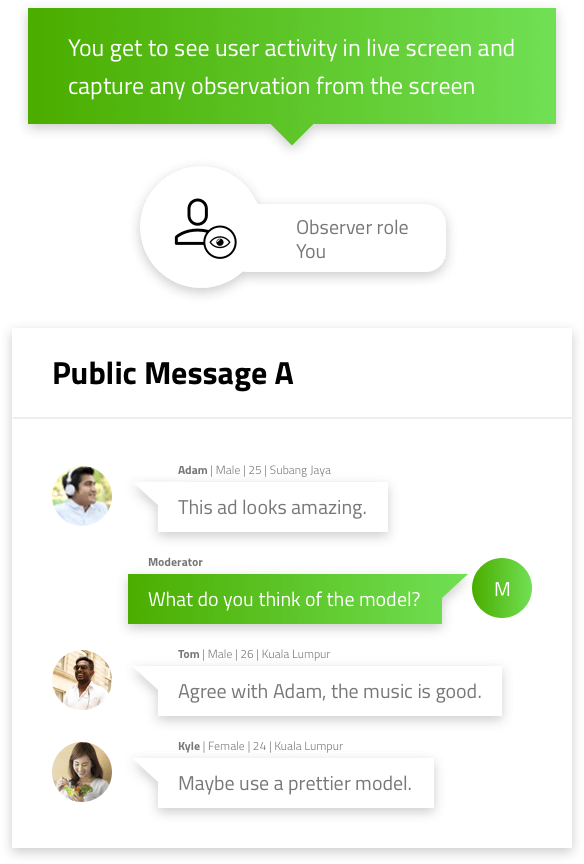 You get to see user activity in live screen and
capture any observation from the screen
Observer role
You
Public Message A
Adam | Male | 25 | Subang Jaya
This ad looks amazing.
Moderator
What do you think of the model?
M
Tom | Male | 26 | Kuala Lumpur
Agree with Adam, the music is good.
Kyle | Female | 24 | Kuala Lumpur
Maybe use a prettier model.